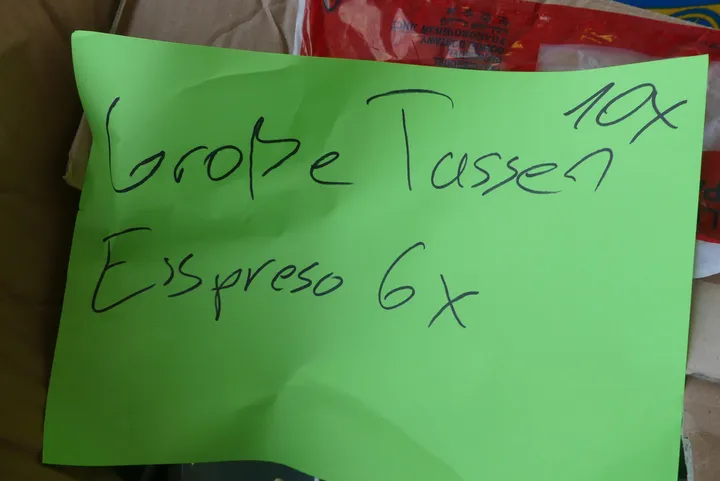 Große Tassen 10x
Esspreso 6x